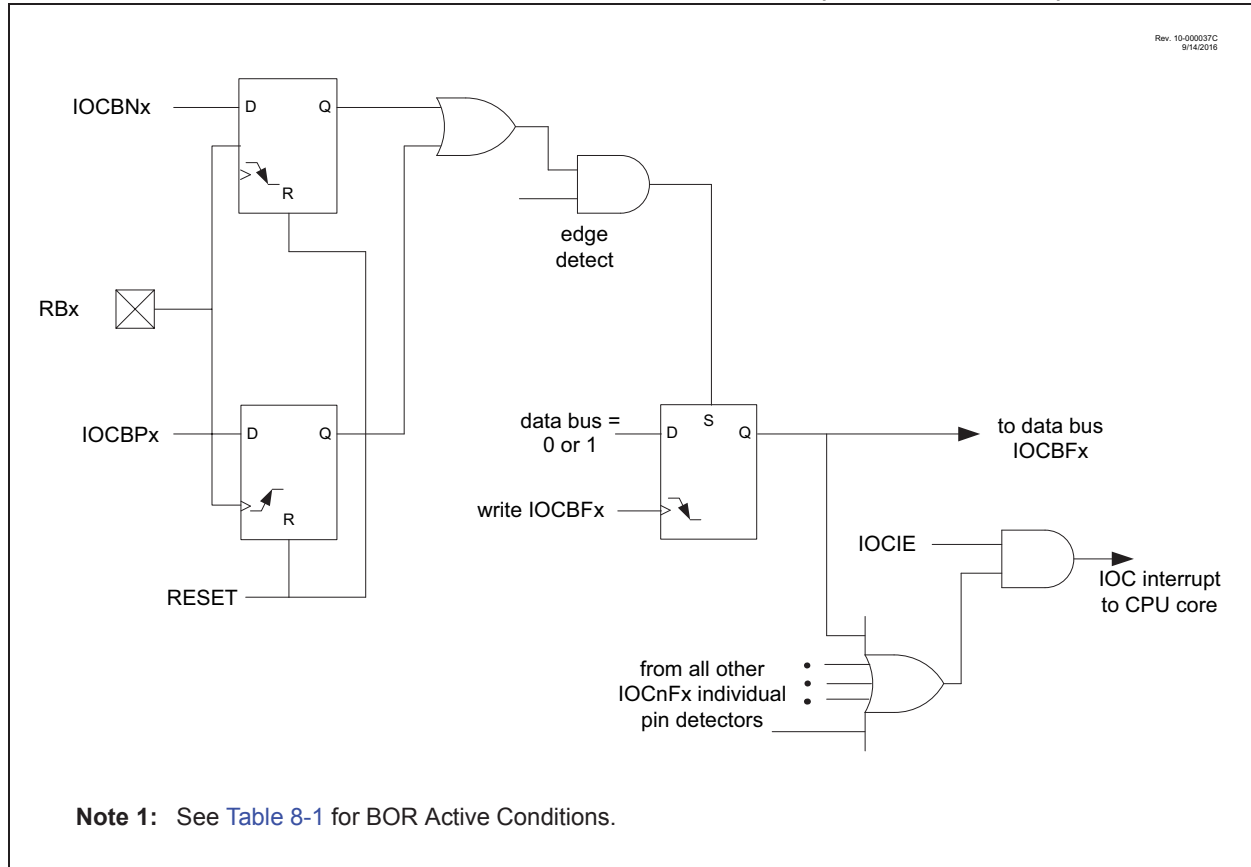 Rev. 10-000037C
9/14/2016
IOCBNx
D
Q
R
RBx
IOCBPx
D
Q
R
RESET
edge
detect
data bus =
0 or 1
D
S
Q
write IOCBFx
to data bus
IOCBFx
IOCIE
IOC interrupt
to CPU core
from all other
IOCnFx individual
pin detectors
Note 1: See Table 8-1 for BOR Active Conditions.